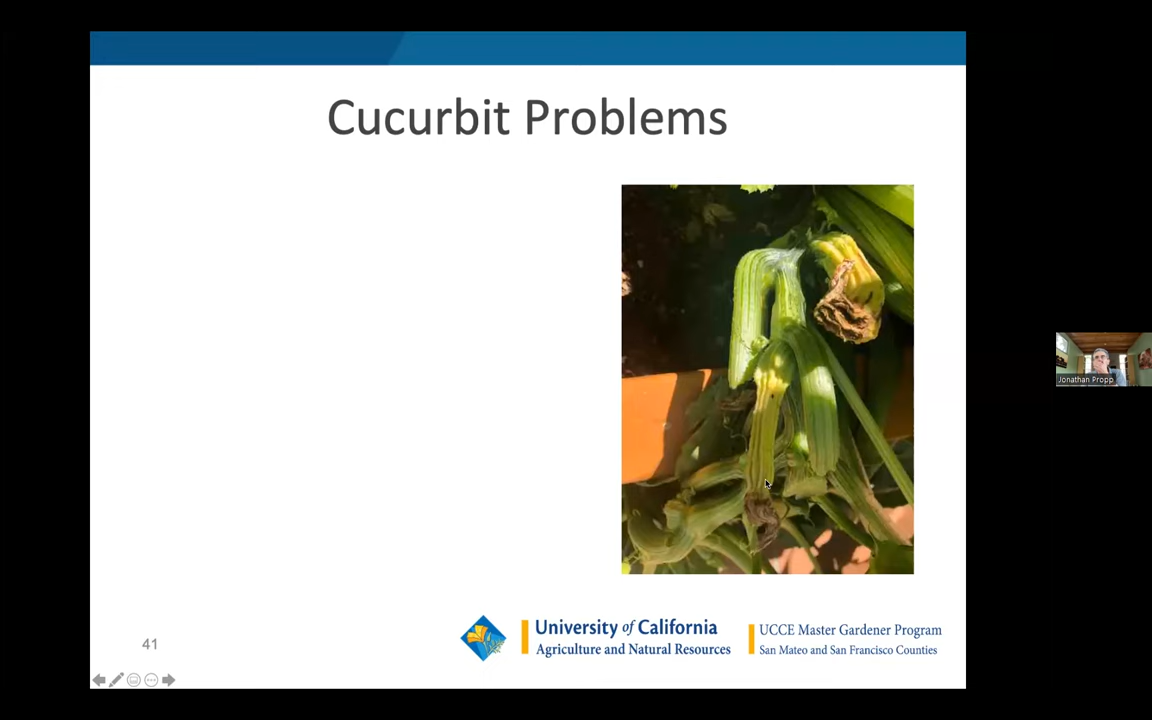 Cucurbit Problems
Jonathan Propp
41
University of California
Agriculture and Natural Resources
UCCE Master Gardener Program
San Mateo and San Francisco Counties